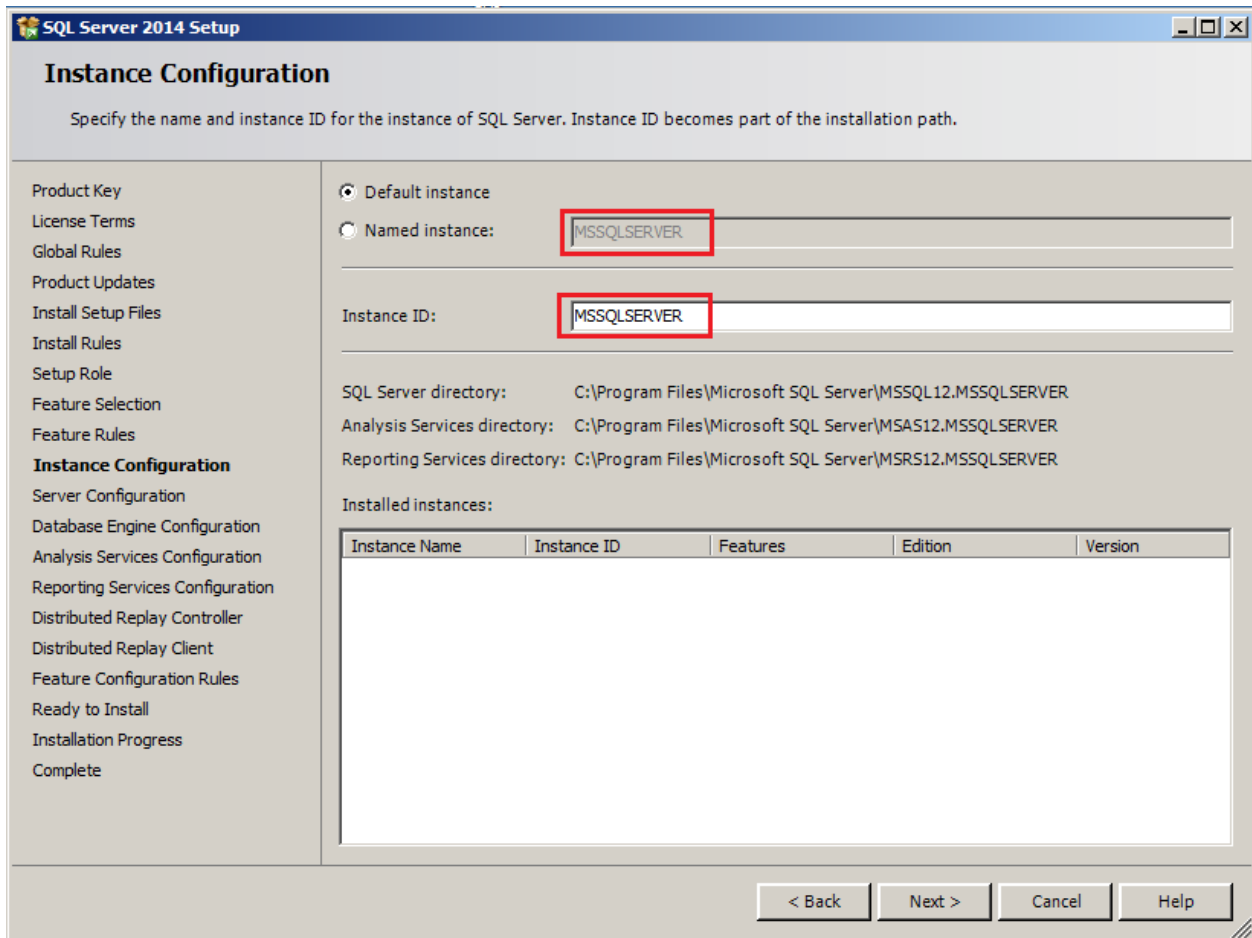 SQL Server 2014 Setup
Instance Configuration
Specify the name and instance ID for the instance of SQL Server. Instance ID becomes part of the installation path.
Product Key
License Terms
Global Rules
Product Updates
Install Setup Files
Install Rules
Setup Role
Feature Selection
Feature Rules
Instance Configuration
Server Configuration
Database Engine Configuration
Analysis Services Configuration
Reporting Services Configuration
Distributed Replay Controller
Distributed Replay Client
Feature Configuration Rules
Ready to Install
Installation Progress
Complete
Default instance
Named instance: MSSQLSERVER
Instance ID: MSSQLSERVER
SQL Server directory: C:\Program Files\Microsoft SQL Server\MSSQL12.MSSQLSERVER
Analysis Services directory: C:\Program Files\Microsoft SQL Server\MSAS12.MSSQLSERVER
Reporting Services directory: C:\Program Files\Microsoft SQL Server\MSRS12.MSSQLSERVER
Installed instances:
Instance Name Instance ID Features Edition Version
< Back Next > Cancel Help